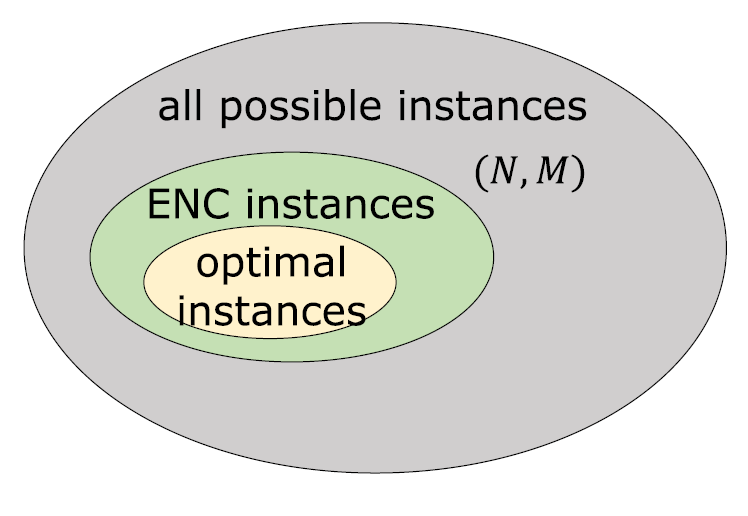 all possible instances
(N, M)
ENC instances
optimal
instances